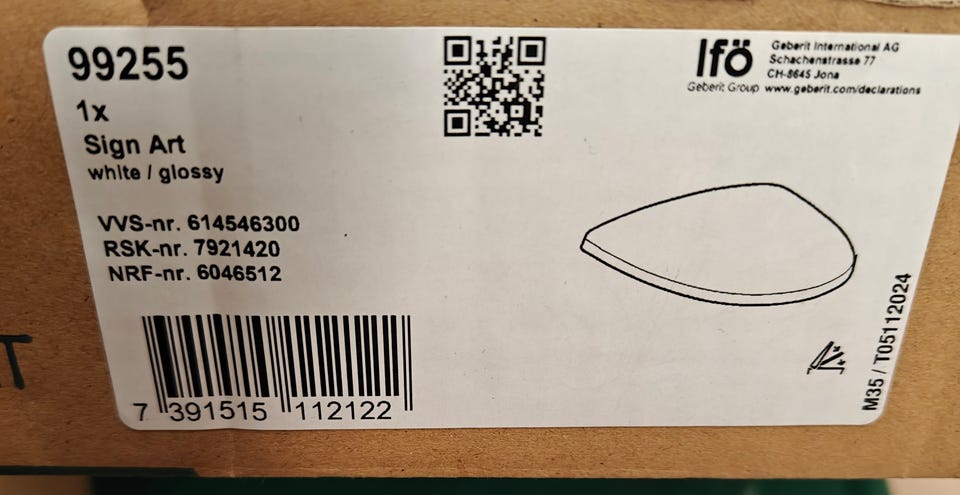 99255
1x
Sign Art
white / glossy
VVS-nr. 614546300
RSK-nr. 7921420
NRF-nr. 6046512
7 391515 112122
Ifö
Geberit Group
Geberit International AG
Schachenstrasse 77
CH-8645 Jona
www.geberit.com/declarations
M35 / T05112024
T